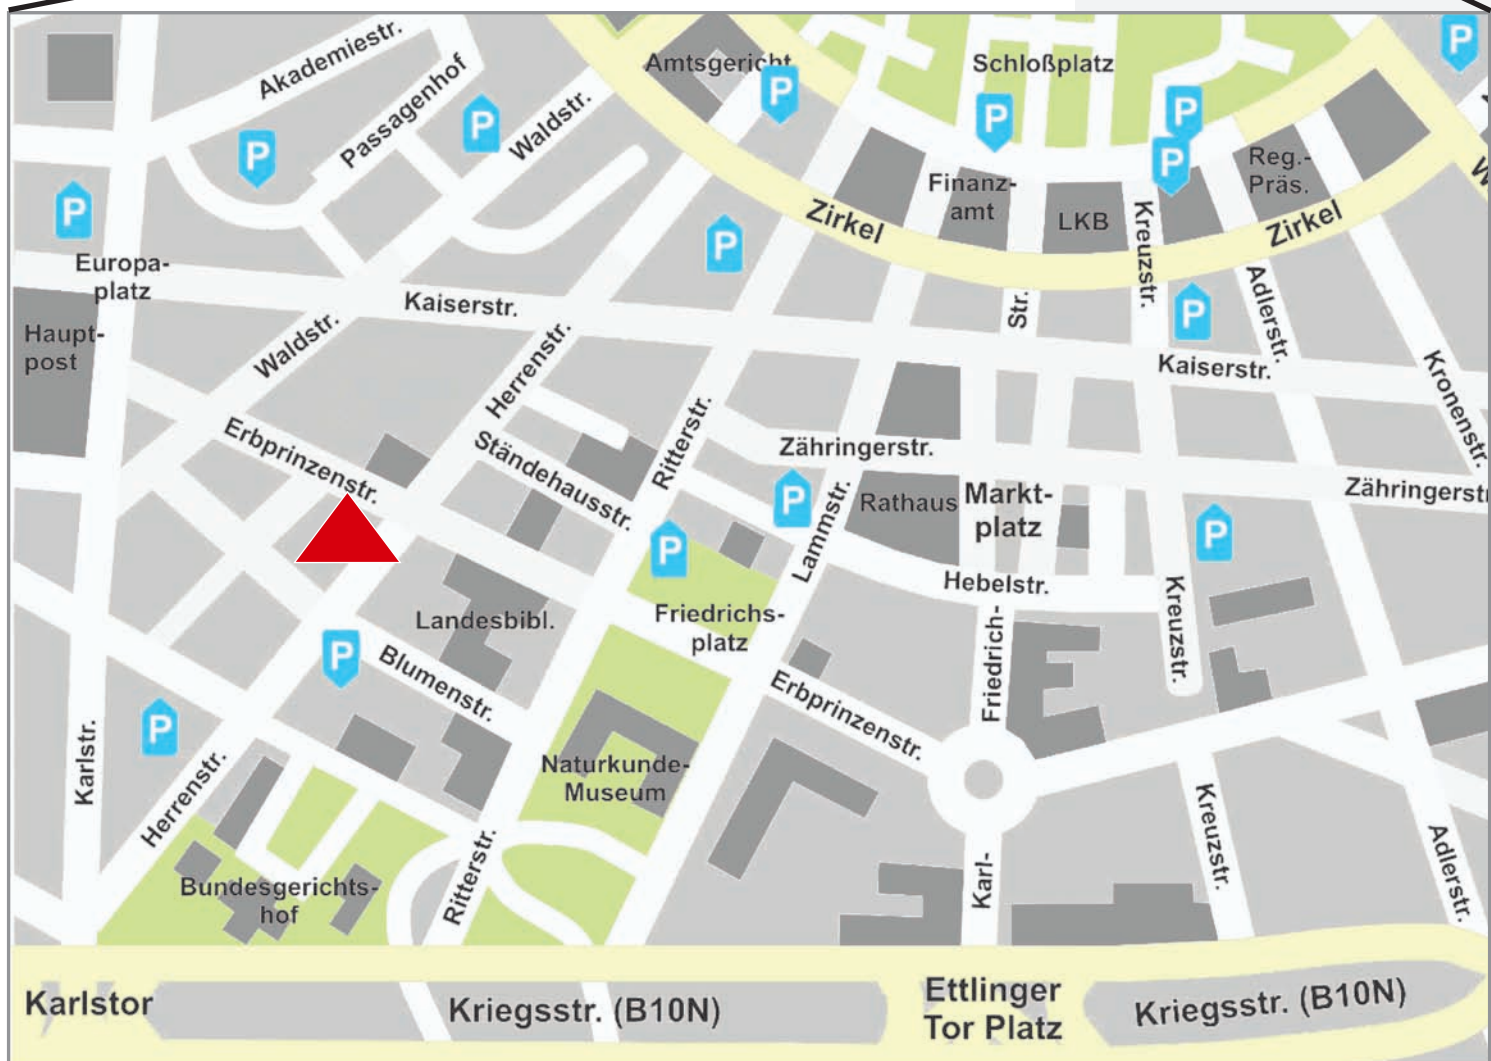 Akademiestr.
Passagenhof
Waldstr.
Amtsgericht
P
Schloßplatz
P
P
P
P
P
P
P
Reg.-
Präs.
Finanz-
amt
LKB
Kreuzstr.
Zirkel
Zirkel
P
P
Europa-
platz
Haupt-
post
Kaiserstr.
Waldstr.
Herrenstr.
Str.
P
Adlerstr.
Kaiserstr.
Kronenstr.
Erbprinzenstr.
Ständehausstr.
Ritterstr.
Zähringerstr.
P
Lammstr.
Rathaus
Markt-
platz
Zähringerstr
P
P
Hebelstr.
Landesbibl.
Friedrichs-
platz
Friedrich-
Kreuzstr.
P
Blumenstr.
Erbprinzenstr.
P
Karlstr.
Herrenstr.
Naturkunde-
Museum
Kreuzstr.
Ritterstr.
Karl-
Adlerstr.
Bundesgerichts-
hof
Karlstor
Kriegsstr. (B10N)
Ettlinger
Tor Platz
Kriegsstr. (B10N)